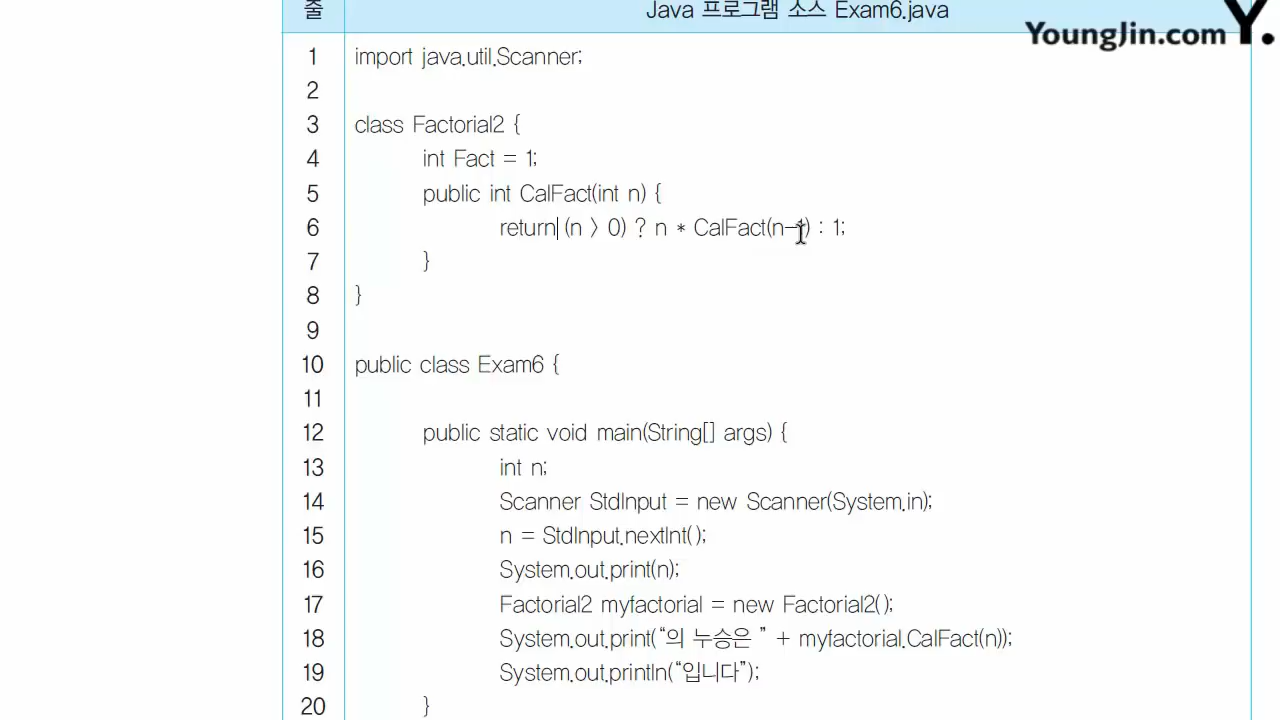 줄 Java 프로그램 소스 Exam6.java
YoungJin.com Y.
1 import java.util.Scanner;
2
3 class Factorial2 {
4 int Fact = 1;
5 public int CalFact(int n) {
6 return (n > 0) ? n * CalFact(n-1) : 1;
7 }
8 }
9
10 public class Exam6 {
11
12 public static void main(String[] args) {
13 int n;
14 Scanner StdInput = new Scanner(System.in);
15 n = StdInput.nextInt();
16 System.out.print(n);
17 Factorial2 myfactorial = new Factorial2();
18 System.out.print(“의 누승은 ” + myfactorial.CalFact(n));
19 System.out.println(“입니다”);
20 }